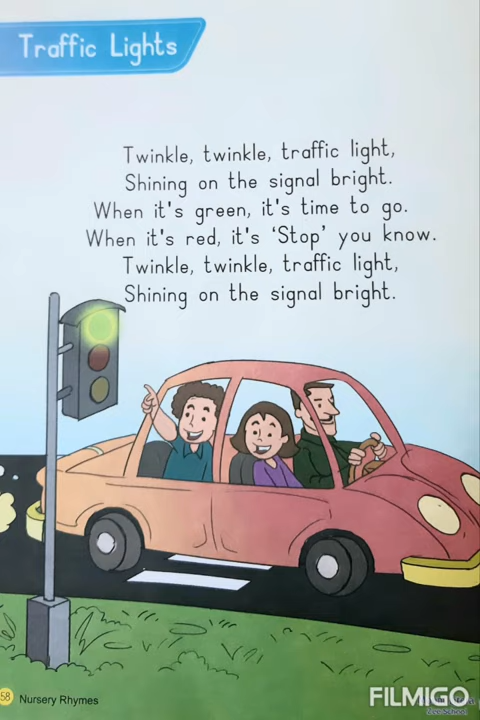 Traffic Lights
Twinkle, twinkle, traffic light,
Shining on the signal bright.
When it's green, it's time to go.
When it's red, it's ‘Stop’ you know.
Twinkle, twinkle, traffic light,
Shining on the signal bright.
58 Nursery Rhymes
FILMIGO